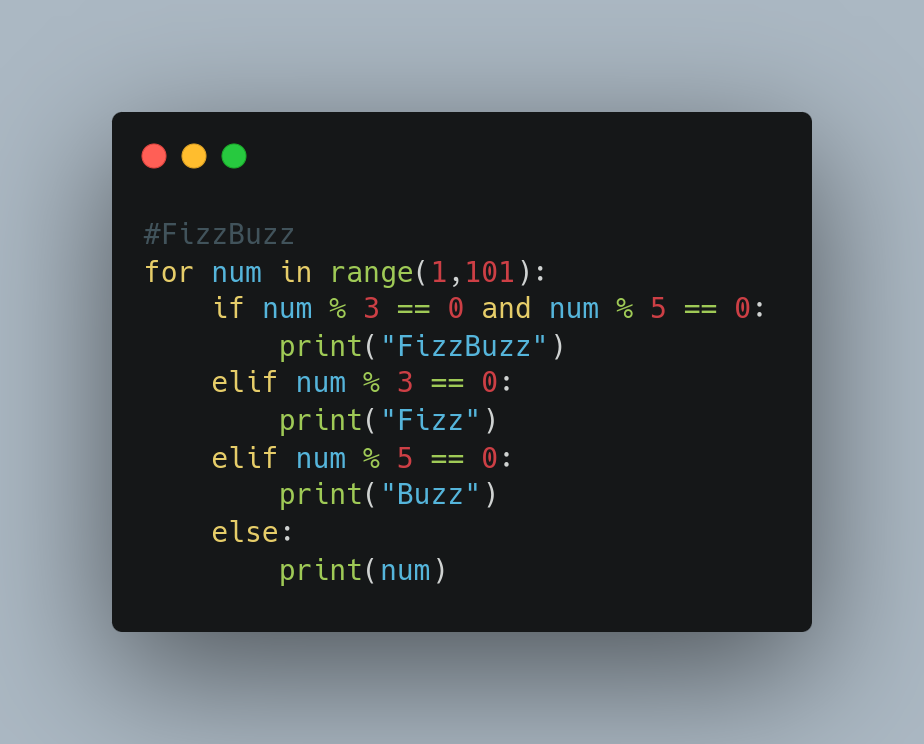 #FizzBuzz
for num in range(1,101):
    if num % 3 == 0 and num % 5 == 0:
        print("FizzBuzz")
    elif num % 3 == 0:
        print("Fizz")
    elif num % 5 == 0:
        print("Buzz")
    else:
        print(num)